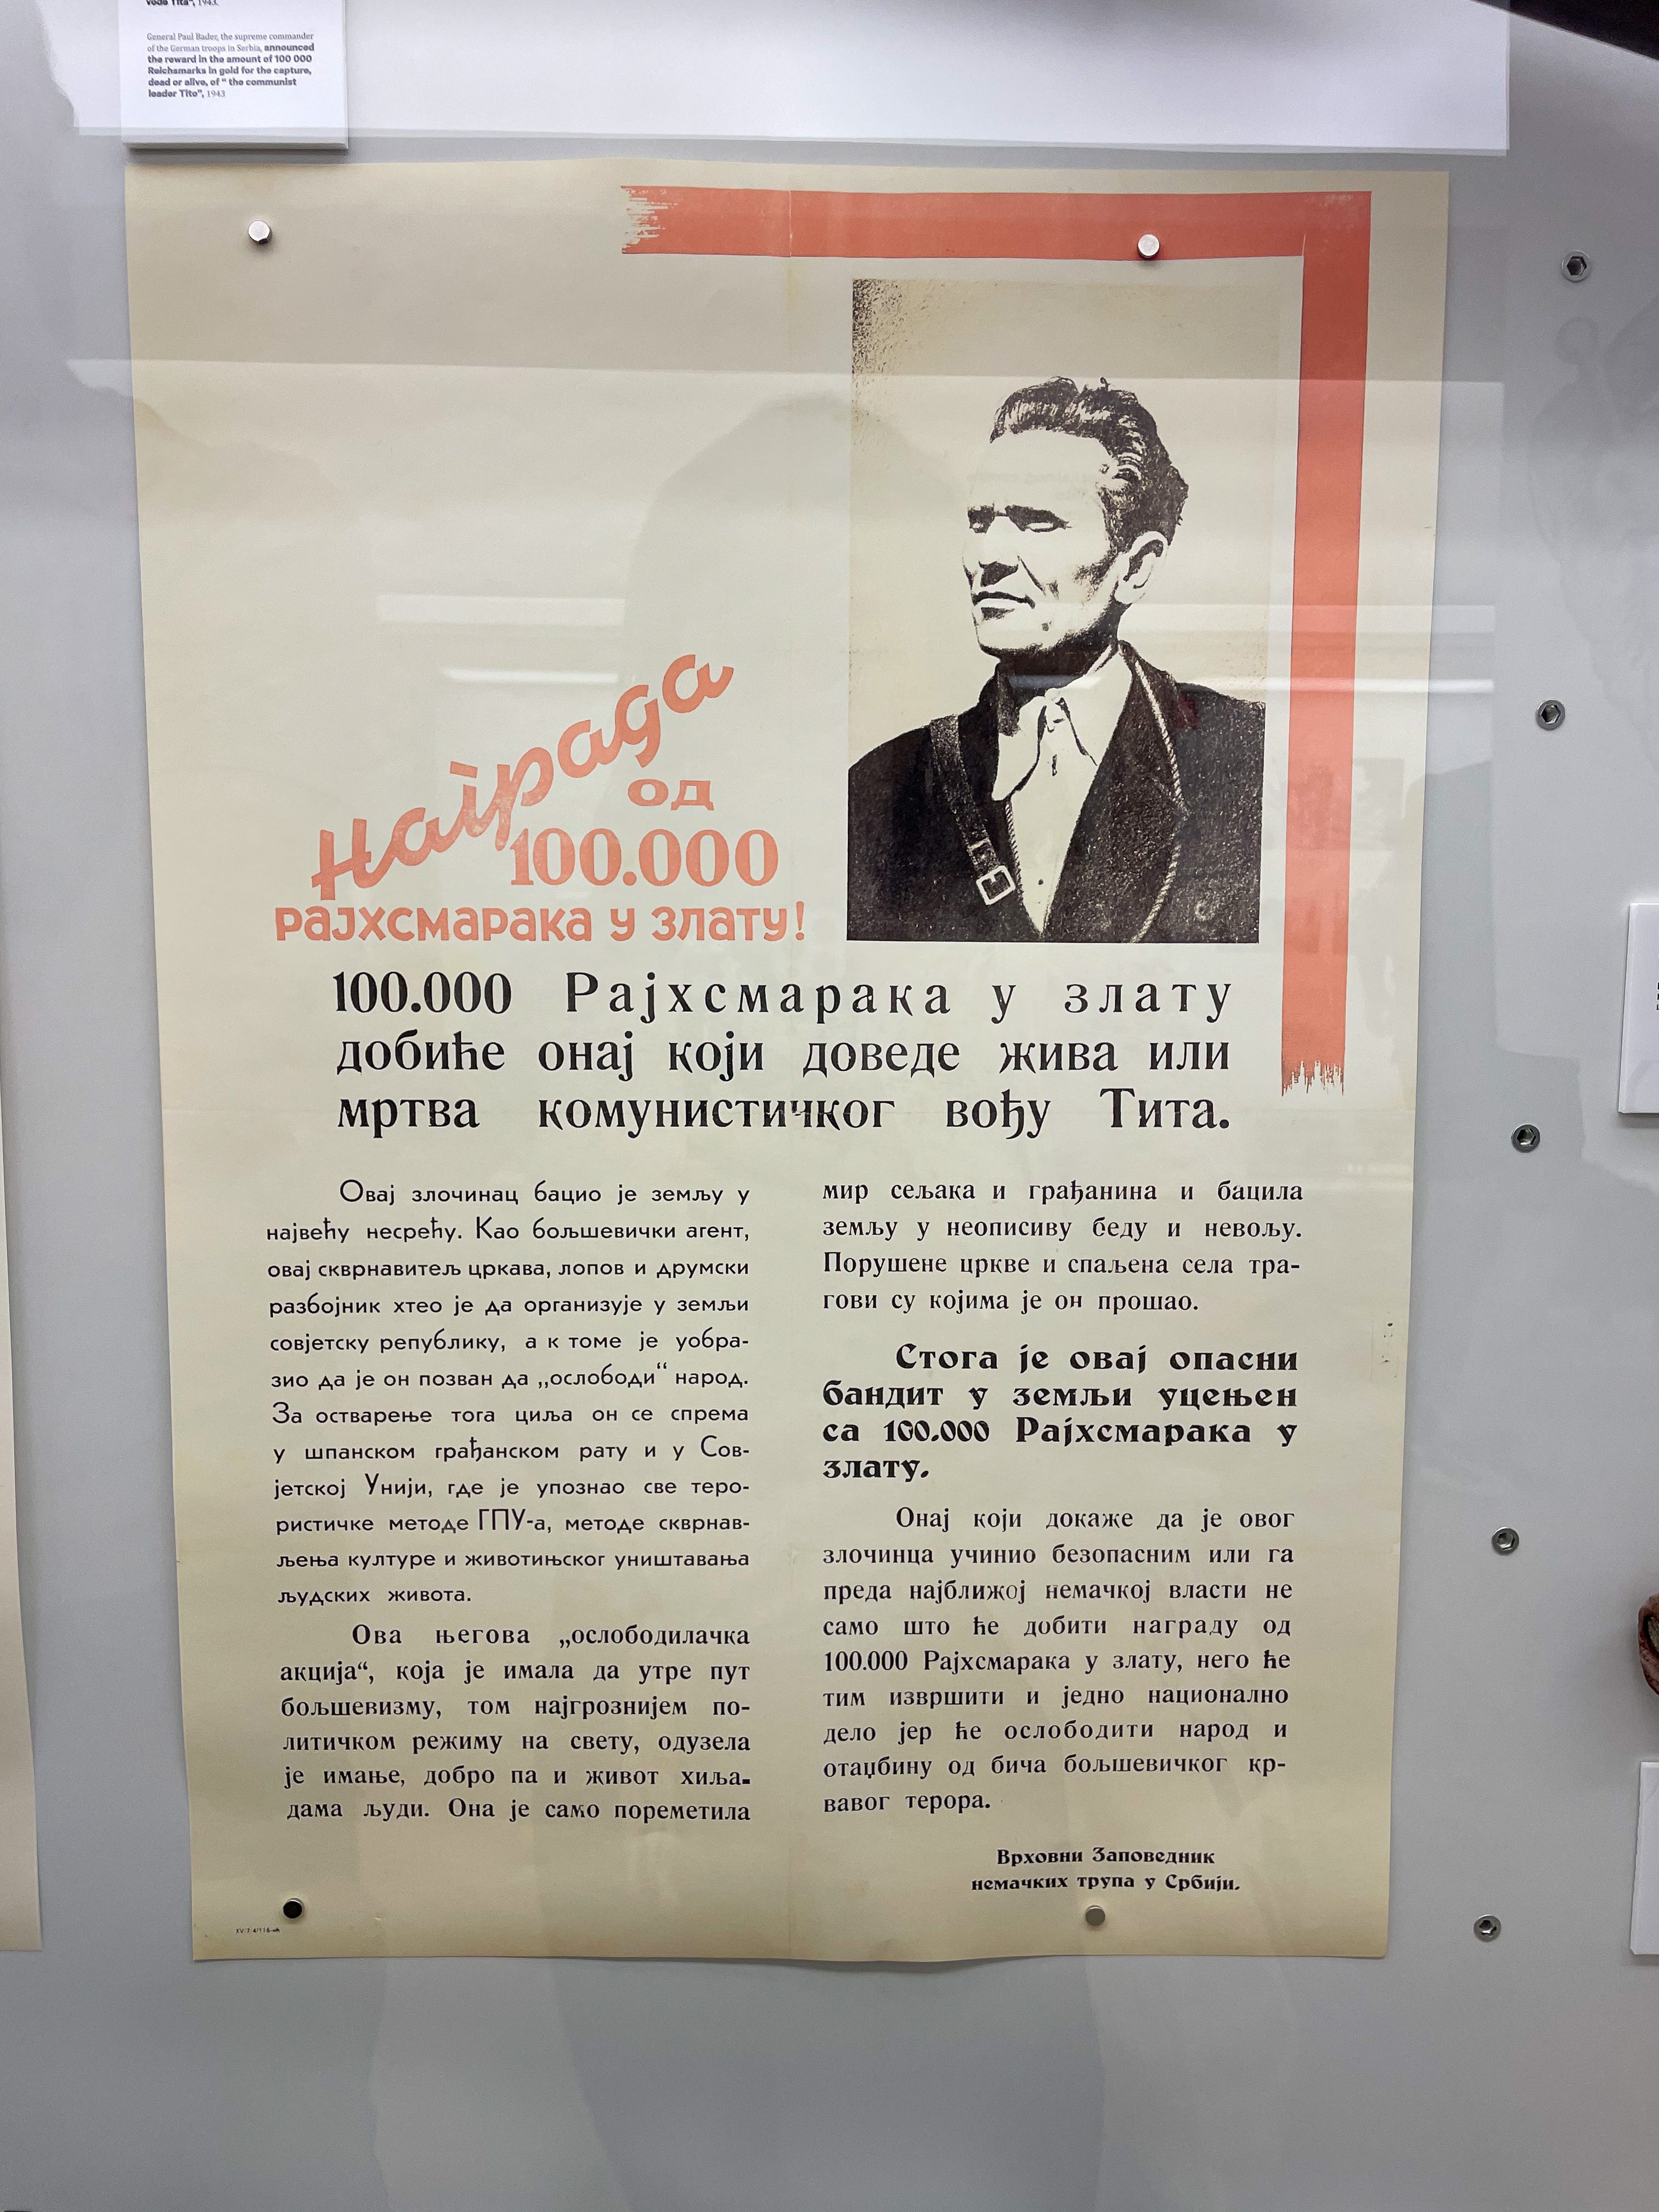 vođe Tita", 1943.
General Paul Bader, the supreme commander
of the German troops in Serbia, announced
the reward in the amount of 100 000
Reichsmarks in gold for the capture,
dead or alive, of " the communist
leader Tito", 1943
Награда
од
100.000
РАЈХСМАРАКА У ЗЛАТУ!
100.000 Рајхсмарака у злату
добиће онај који доведе жива или
мртва комунистичког вођу Тита.
Овај злочинац бацио је земљу у
највећу несрећу. Као бољшевички агент,
овај скврнавитељ цркава, лопов и друмски
разбојник хтео је да организује у земљи
совјетску републику, а к томе је уобра-
зио да је он позван да „ослободи“ народ.
За остварење тога циља он се спрема
у шпанском грађанском рату и у Сов-
јетској Унији, где је упознао све теро-
ристичке методе ГПУ-а, методе скврнав-
љења културе и животињског уништавања
људских живота.
Ова његова „ослободилачка
акција“, која је имала да утре пут
бољшевизму, том најгрознијем по-
литичком режиму на свету, одузела
је имање, добро па и живот хиља-
дама људи. Она је само пореметила
мир сељака и грађанина и бацила
земљу у неописиву беду и невољу.
Порушене цркве и спаљена села тра-
гови су којима је он прошао.
Стога је овај опасни
бандит у земљи уцењен
са 100.000 Рајхсмарака у
злату.
Онај који докаже да је овог
злочинца учинио безопасним или га
преда најближој немачкој власти не
само што ће добити награду од
100.000 Рајхсмарака у злату, него ће
тим извршити и једно национално
дело јер ће ослободити народ и
отаџбину од бича бољшевичког кр-
вавог терора.
Врховни Заповедник
немачких трупа у Србији.